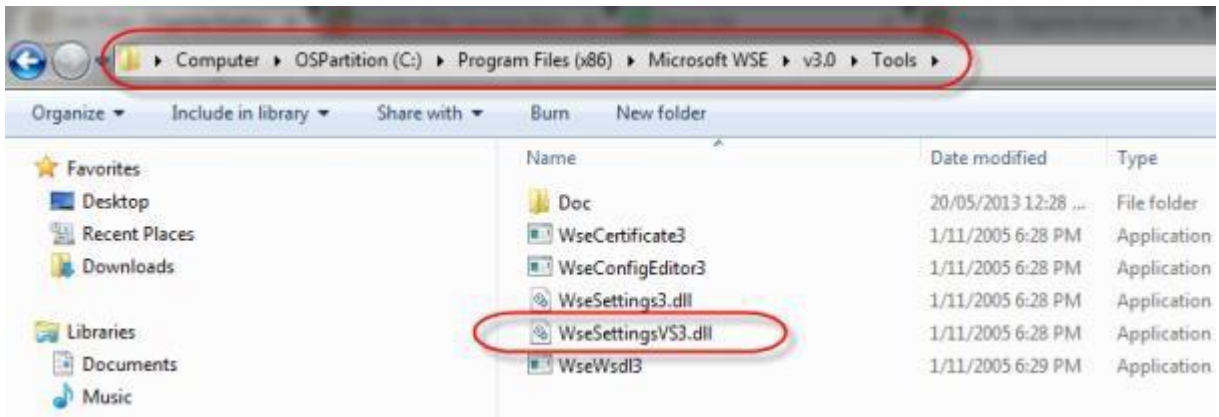 Computer ▸ OSPartition (C:) ▸ Program Files (x86) ▸ Microsoft WSE ▸ v3.0 ▸ Tools ▸
Organize ▾ Include in library ▾ Share with ▾ Burn New folder
Name Date modified Type
Favorites
Desktop
Recent Places
Downloads
Libraries
Documents
Music
Doc 20/05/2013 12:28 ... File folder
WseCertificate3 1/11/2005 6:28 PM Application
WseConfigEditor3 1/11/2005 6:28 PM Application
WseSettings3.dll 1/11/2005 6:28 PM Application
WseSettingsVS3.dll 1/11/2005 6:28 PM Application
WseWsdl3 1/11/2005 6:29 PM Application